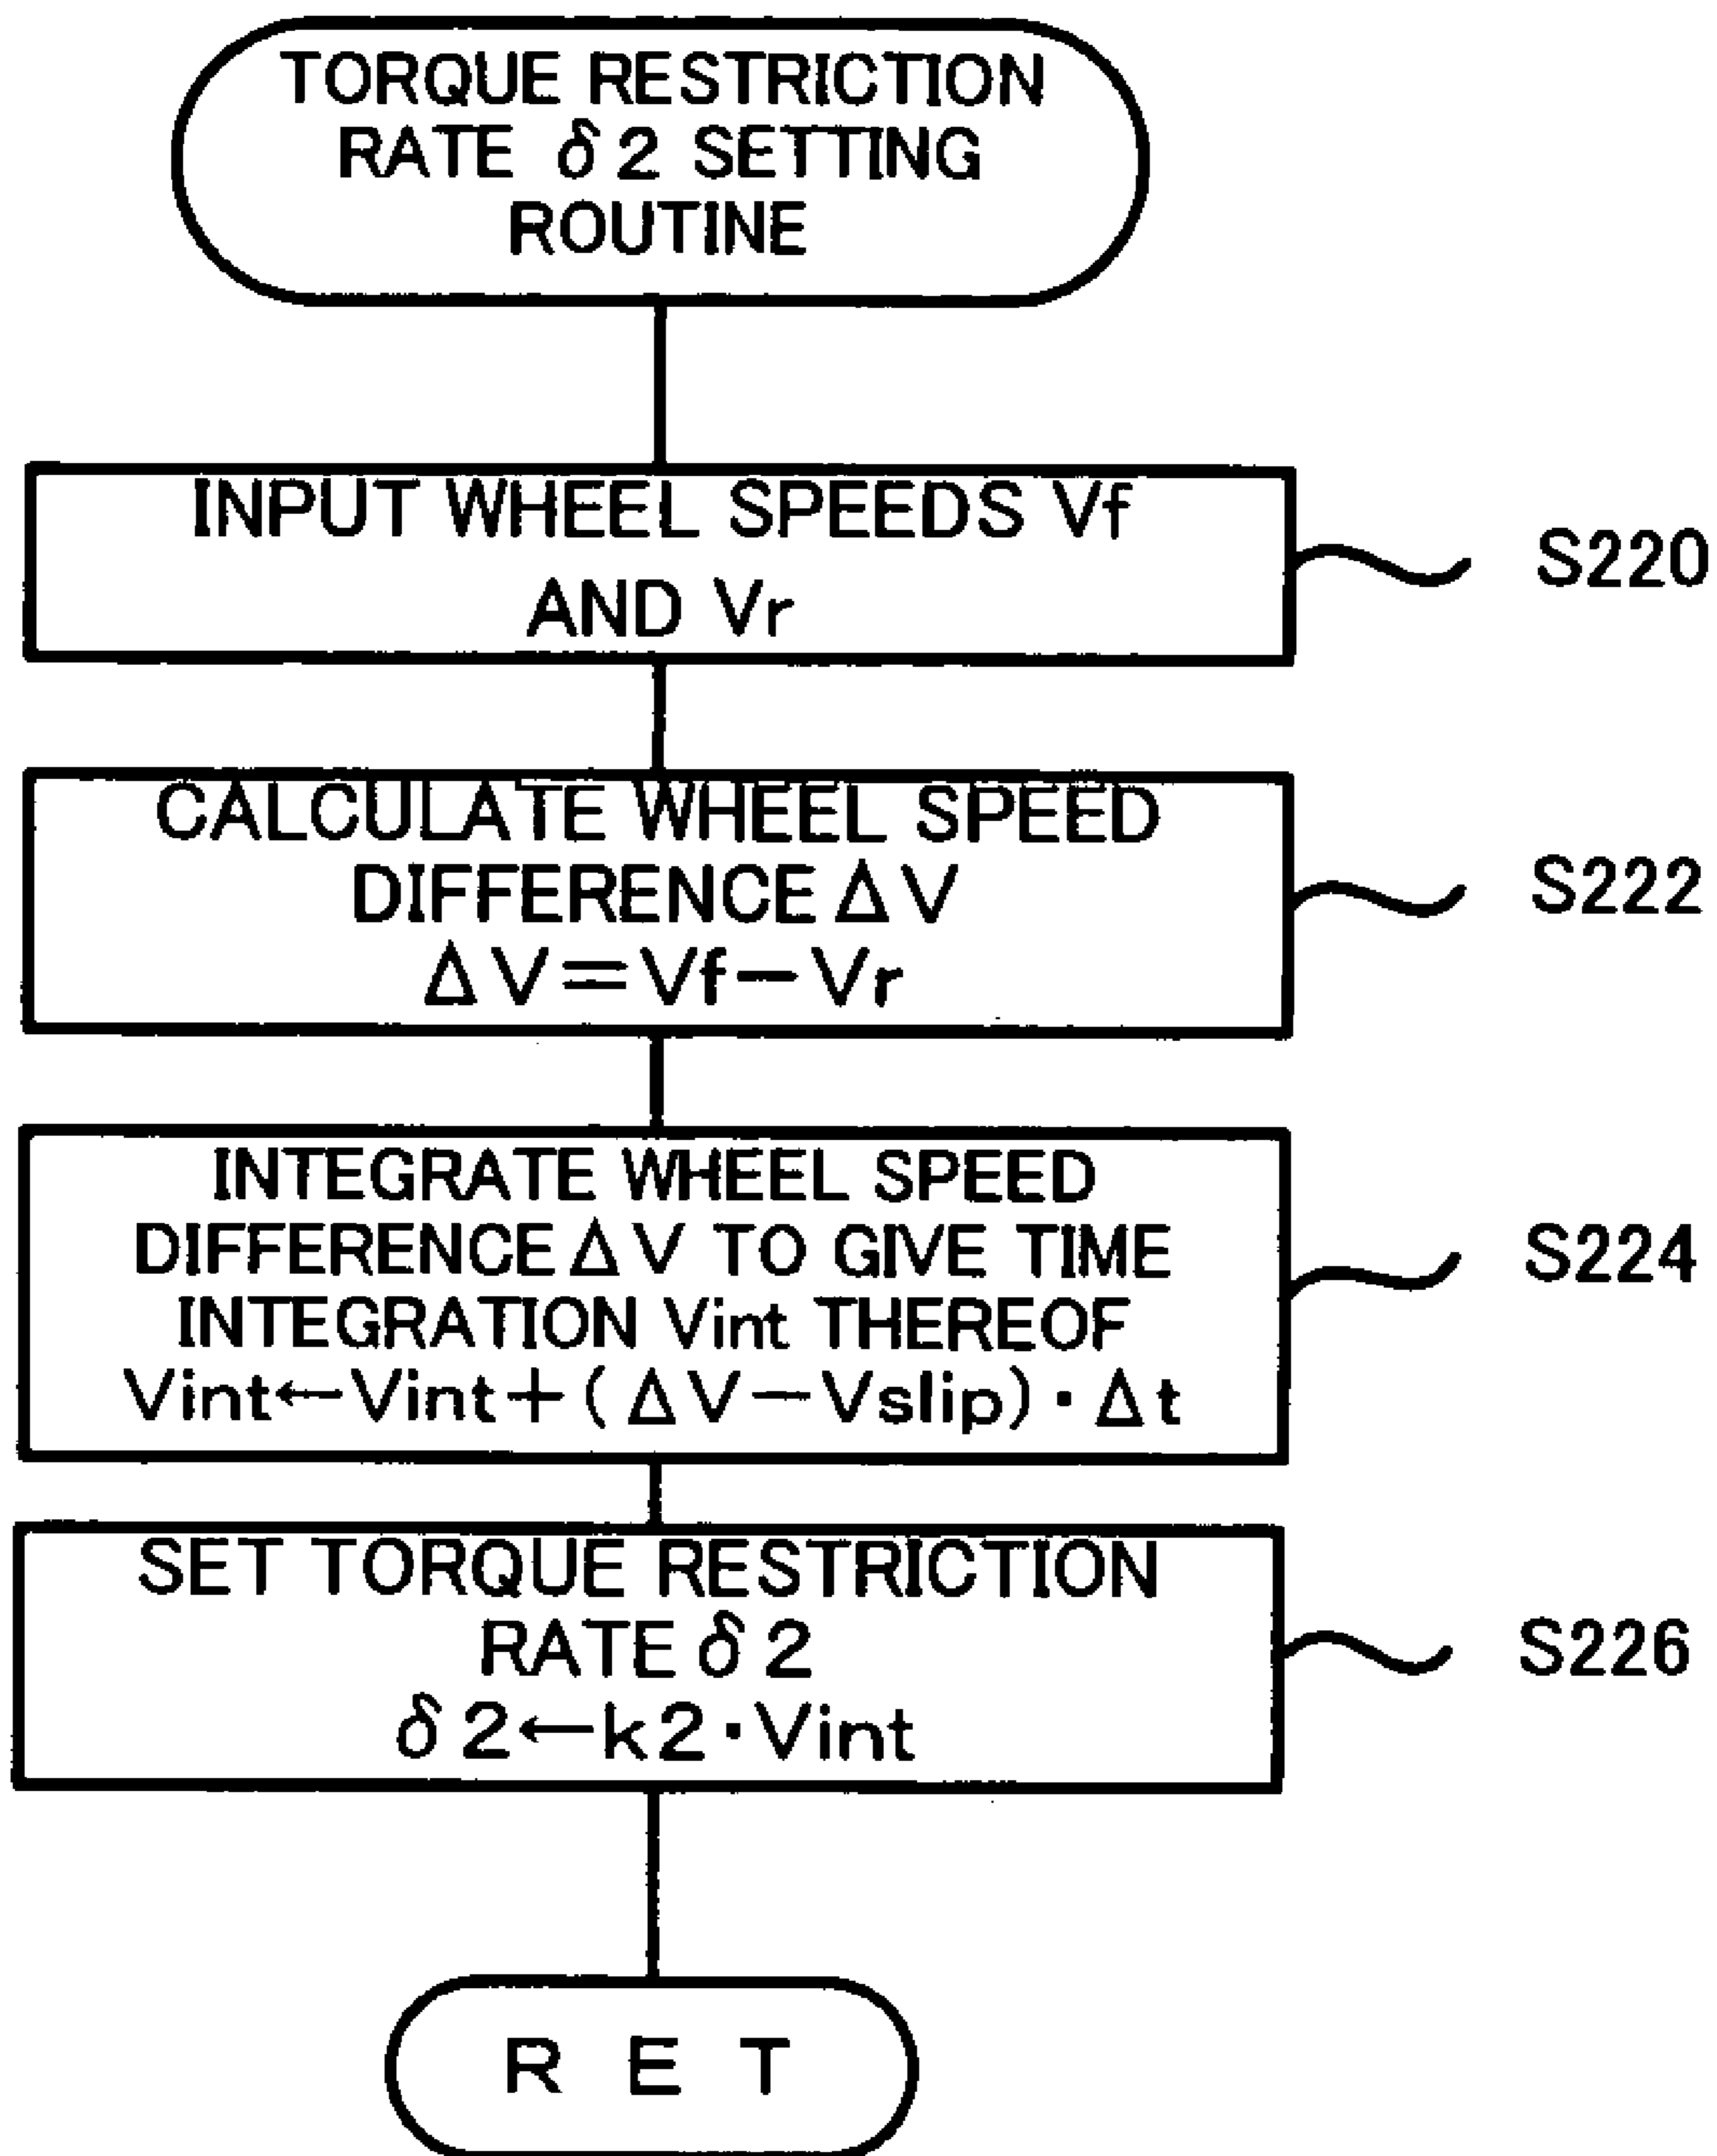 TORQUE RESTRICTION
RATE δ2 SETTING
ROUTINE
INPUT WHEEL SPEEDS Vf
AND Vr
S220
CALCULATE WHEEL SPEED
DIFFERENCE ΔV
ΔV=Vf−Vr
S222
INTEGRATE WHEEL SPEED
DIFFERENCE ΔV TO GIVE TIME
INTEGRATION Vint THEREOF
Vint←Vint+(ΔV−Vslip)·Δt
S224
SET TORQUE RESTRICTION
RATE δ2
δ2←k2·Vint
S226
RET